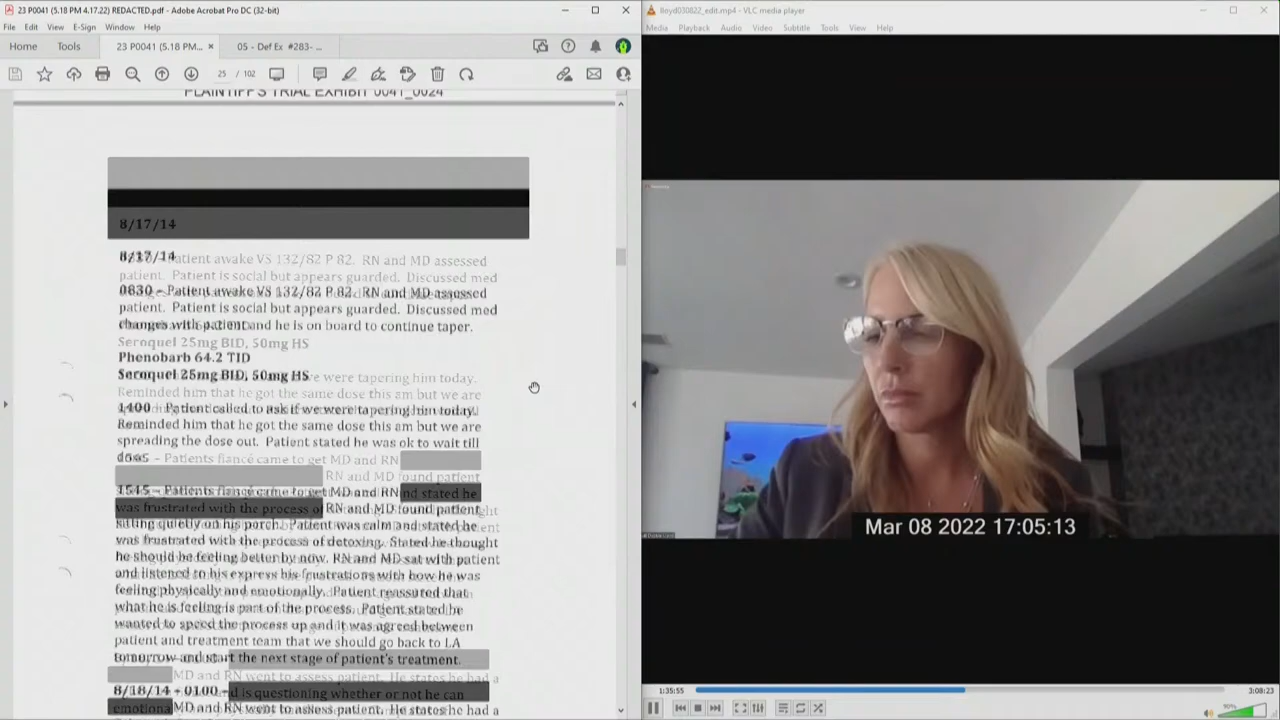 23 P0041 (5.18 PM 4.17.22) REDACTED.pdf - Adobe Acrobat Pro DC (32-bit)
File Edit View E-Sign Window Help
Home Tools 23 P0041 (5.18 PM... × 05 - Def Ex #283-...
25 / 102
PLAINTIFF'S TRIAL EXHIBIT 0041_0024
8/17/14
8/17/14
0830 - Patient awake VS 132/82 P 82. RN and MD assessed
patient. Patient is social but appears guarded. Discussed med
changes with patient and he is on board to continue taper.
Phenobarb 64.2 TID
Seroquel 25mg BID, 50mg HS
1400 Patient called to ask if we were tapering him today.
Reminded him that he got the same dose this am but we are
spreading the dose out. Patient stated he was ok to wait till
1545 - Patients fiancé came to get MD and RN and stated he
was frustrated with the process of RN and MD found patient
sitting quietly on his porch. Patient was calm and stated he
was frustrated with the process of detoxing. Stated he thought
he should be feeling better by now. RN and MD sat with patient
and listened to his express his frustrations with how he was
feeling physically and emotionally. Patient reassured that
what he is feeling is part of the process. Patient stated he
wanted to speed the process up and it was agreed between
patient and treatment team that we should go back to LA
tomorrow and start the next stage of patient's treatment.
8/18/14 - 0100 - d is questioning whether or not he can
emotiona MD and RN went to assess patient. He states he had a
lloyd030822_edit.mp4 - VLC media player
Media Playback Audio Video Subtitle Tools View Help
Mar 08 2022 17:05:13
1:35:55 3:08:23
90%